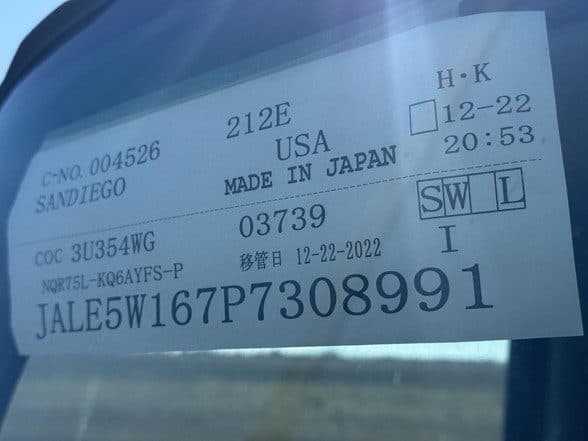 C-NO. 004526
SANDIEGO
212E
USA
MADE IN JAPAN
H・K
12-22
20:53
COC 3U354WG
NQR75L-KQ6AYFS-P
03739
移管日 12-22-2022
SW L
I
JALE5W167P7308991